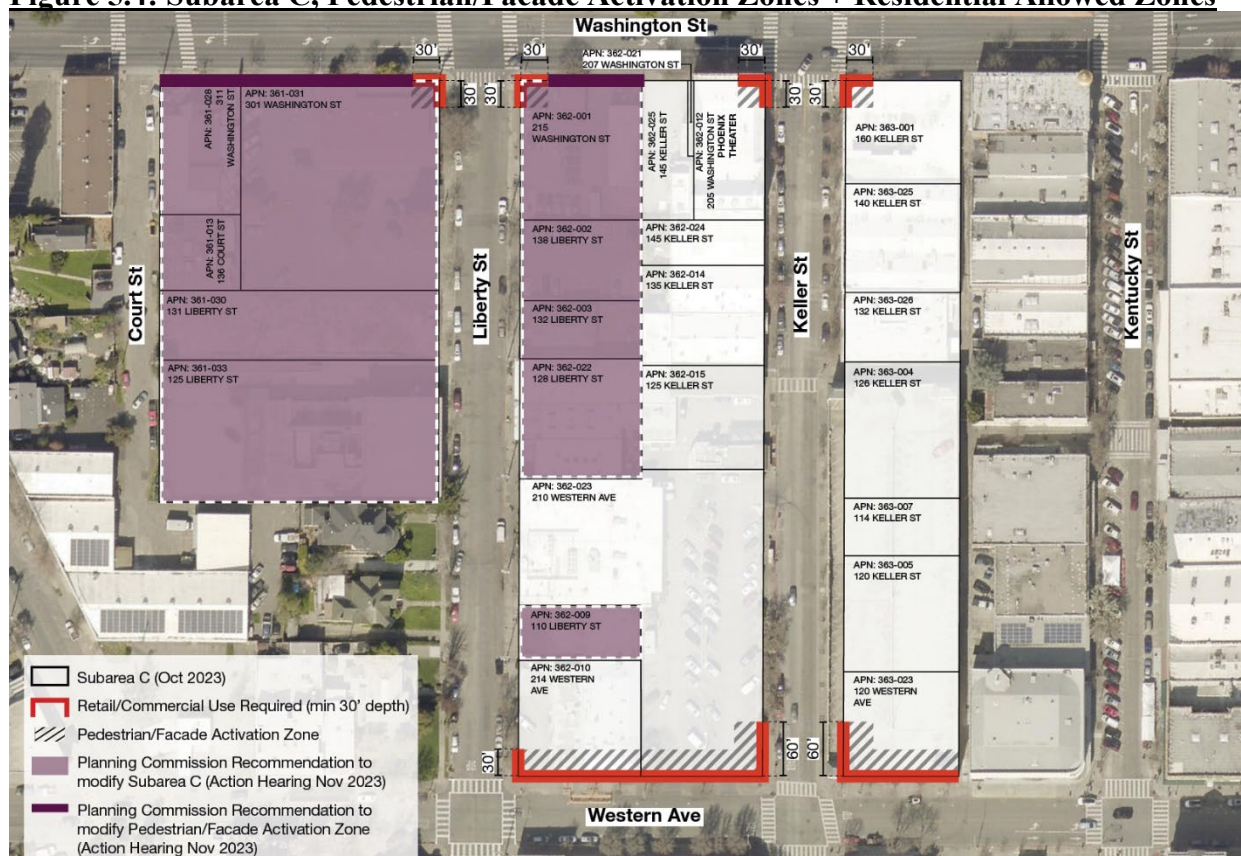 Figure 3.4: Subarea C, Pedestrian/Facade Activation Zones + Residential Allowed Zones
Washington St
30'
30'
APN: 362-021
207 WASHINGTON ST
30'
30'
30'
30'
30'
30'
APN: 361-028
311
WASHINGTON ST
APN: 361-031
301 WASHINGTON ST
APN: 361-013
136 COURT ST
APN: 361-030
131 LIBERTY ST
APN: 361-033
125 LIBERTY ST
Court St
Liberty St
APN: 362-001
215
WASHINGTON ST
APN: 362-025
145 KELLER ST
APN: 362-012
205 WASHINGTON ST
PHOENIX
THEATER
APN: 362-002
138 LIBERTY ST
APN: 362-024
145 KELLER ST
APN: 362-014
135 KELLER ST
APN: 362-003
132 LIBERTY ST
APN: 362-022
128 LIBERTY ST
APN: 362-015
125 KELLER ST
APN: 362-023
210 WESTERN AVE
APN: 362-009
110 LIBERTY ST
APN: 362-010
214 WESTERN
AVE
Keller St
APN: 363-001
160 KELLER ST
APN: 363-025
140 KELLER ST
APN: 363-026
132 KELLER ST
APN: 363-004
126 KELLER ST
APN: 363-007
114 KELLER ST
APN: 363-005
120 KELLER ST
APN: 363-023
120 WESTERN
AVE
Kentucky St
30'
60'
60'
Western Ave
Subarea C (Oct 2023)
Retail/Commercial Use Required (min 30' depth)
Pedestrian/Facade Activation Zone
Planning Commission Recommendation to
modify Subarea C (Action Hearing Nov 2023)
Planning Commission Recommendation to
modify Pedestrian/Facade Activation Zone
(Action Hearing Nov 2023)